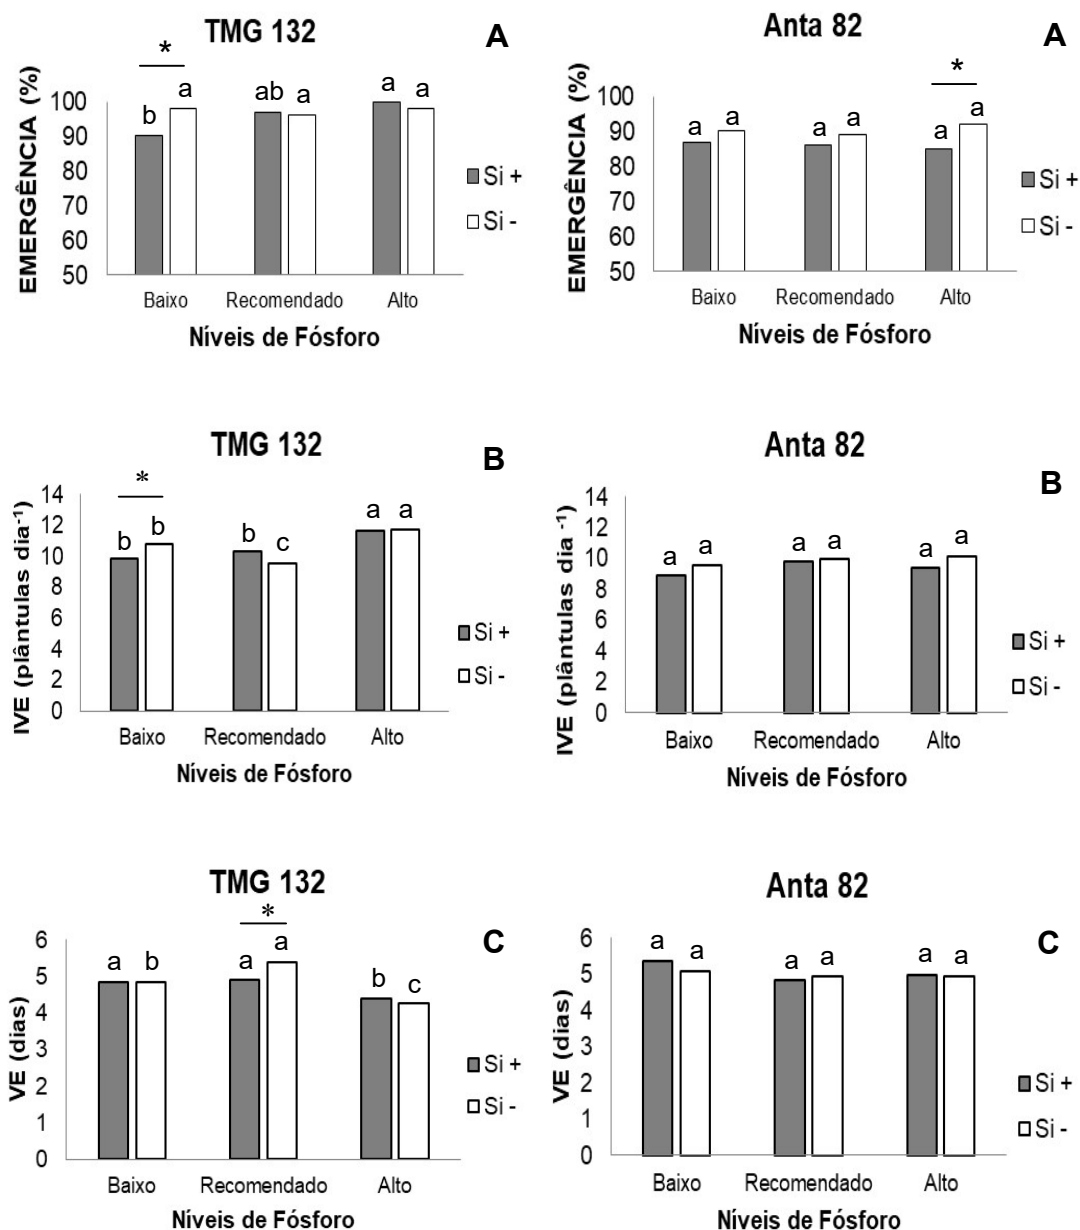 TMG 132
A
*
a
b
ab
a
a
a
EMERGÊNCIA (%)
100
90
80
70
60
50
Si +
Si -
Baixo
Recomendado
Alto
Níveis de Fósforo
Anta 82
A
*
a
a
a
a
a
a
EMERGÊNCIA (%)
100
90
80
70
60
50
Si +
Si -
Baixo
Recomendado
Alto
Níveis de Fósforo
TMG 132
B
*
b
b
b
c
a
a
IVE (plântulas dia⁻¹)
14
12
10
8
6
4
2
0
Si +
Si -
Baixo
Recomendado
Alto
Níveis de Fósforo
Anta 82
B
a
a
a
a
a
a
IVE (plântulas dia ⁻¹)
14
12
10
8
6
4
2
0
Si +
Si -
Baixo
Recomendado
Alto
Níveis de Fósforo
TMG 132
C
*
a
b
a
a
b
c
VE (dias)
6
5
4
3
2
1
0
Si +
Si -
Baixo
Recomendado
Alto
Níveis de Fósforo
Anta 82
C
a
a
a
a
a
a
VE (dias)
6
5
4
3
2
1
0
Si +
Si -
Baixo
Recomendado
Alto
Níveis de Fósforo